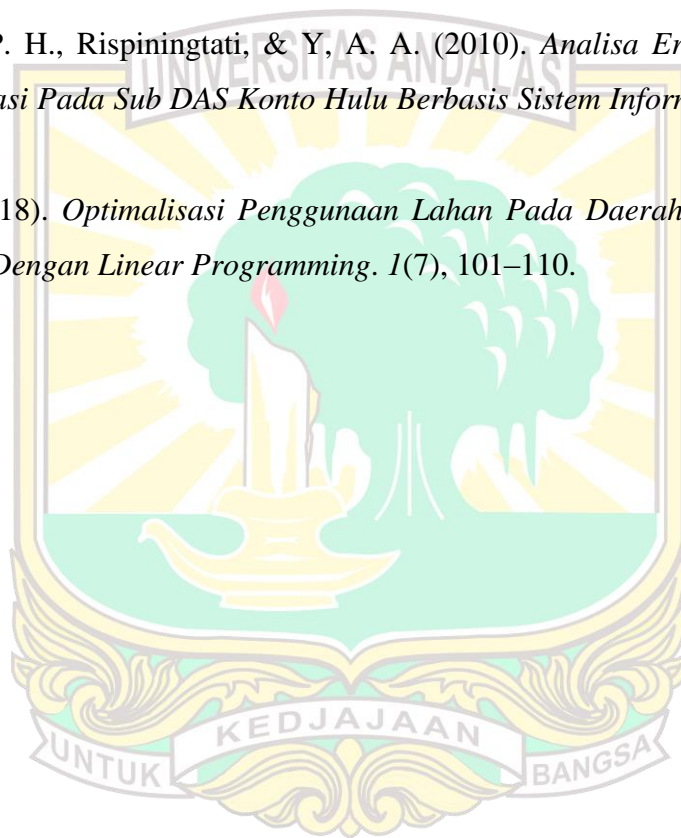 P. H., Rispiningtati, & Y, A. A. (2010). Analisa Er
asi Pada Sub DAS Konto Hulu Berbasis Sistem Inforn
18). Optimalisasi Penggunaan Lahan Pada Daerah
Dengan Linear Programming. 1(7), 101–110.
UNIVERSITAS ANDALAS
UNTUK KEDJAJAAN BANGSA